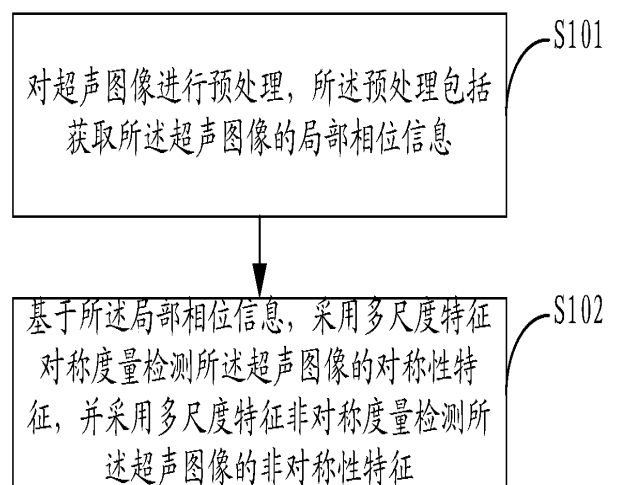 S101
对超声图像进行预处理，所述预处理包括
获取所述超声图像的局部相位信息
S102
基于所述局部相位信息，采用多尺度特征
对称度量检测所述超声图像的对称性特
征，并采用多尺度特征非对称度量检测所
述超声图像的非对称性特征